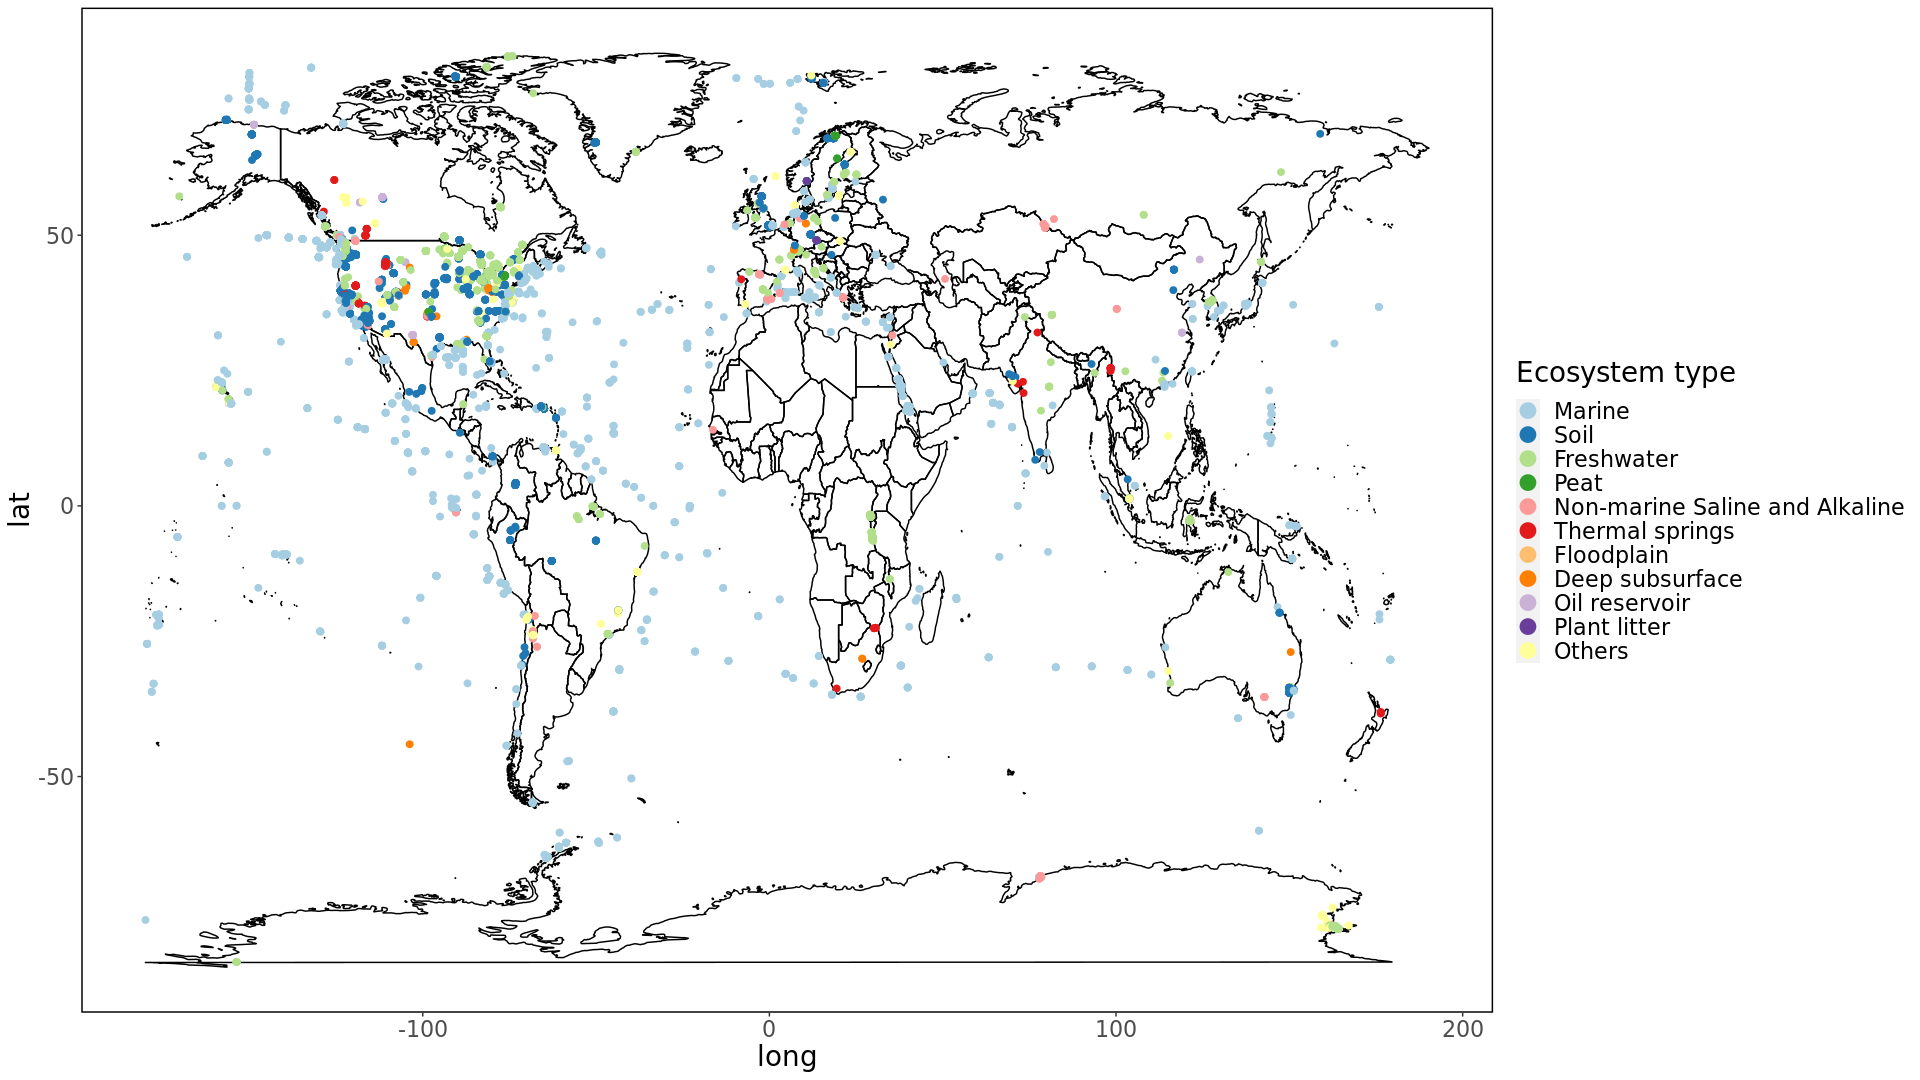 50
0
-50
lat
-100
0
100
200
long
Ecosystem type
Marine
Soil
Freshwater
Peat
Non-marine Saline and Alkaline
Thermal springs
Floodplain
Deep subsurface
Oil reservoir
Plant litter
Others